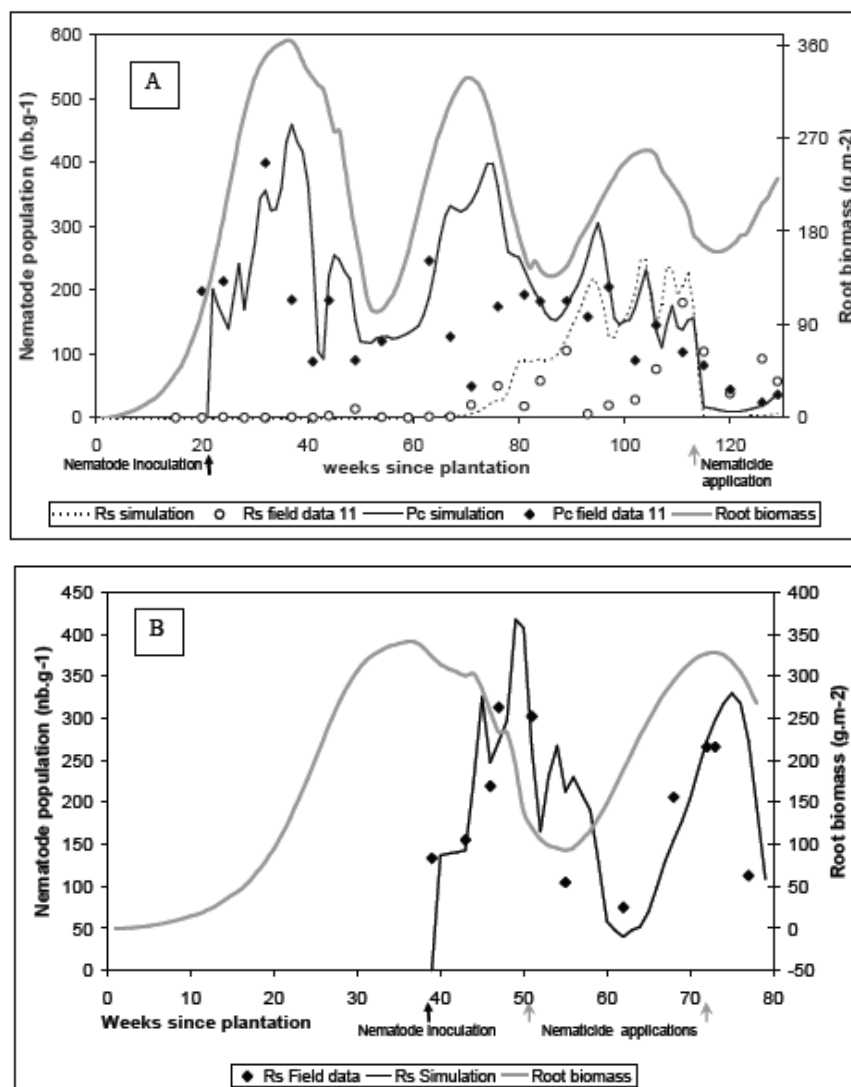 A
Nematode population (nb.g-1)
600
500
400
300
200
100
0
360
270
180
90
0
Root biomass (g.m-2)
0 20 40 60 80 100 120
Nematode inoculation
weeks since plantation
Nematicide
application
Rs simulation Rs field data 11 Pc simulation Pc field data 11 Root biomass
B
Nematode population (nb.g-1)
450
400
350
300
250
200
150
100
50
0
400
350
300
250
200
150
100
50
0
-50
Root biomass (g.m-2)
0 10 20 30 40 50 60 70 80
Weeks since plantation
Nematode inoculation
Nematicide applications
Rs Field data Rs Simulation Root biomass